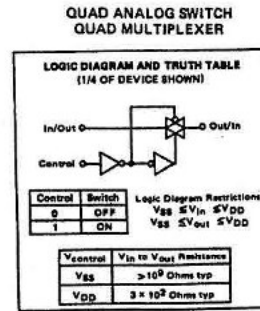 QUAD ANALOG SWITCH
QUAD MULTIPLEXER
LOGIC DIAGRAM AND TRUTH TABLE
(1/4 OF DEVICE SHOWN)
In/Out
Out/In
Control
Control Switch
0 OFF
1 ON
Logic Diagram Restrictions
VSS ≤Vin ≤VDD
VSS ≤Vout ≤VDD
Vcontrol Vin to Vout Resistance
VSS >10⁹ Ohms typ
VDD 3 × 10² Ohms typ